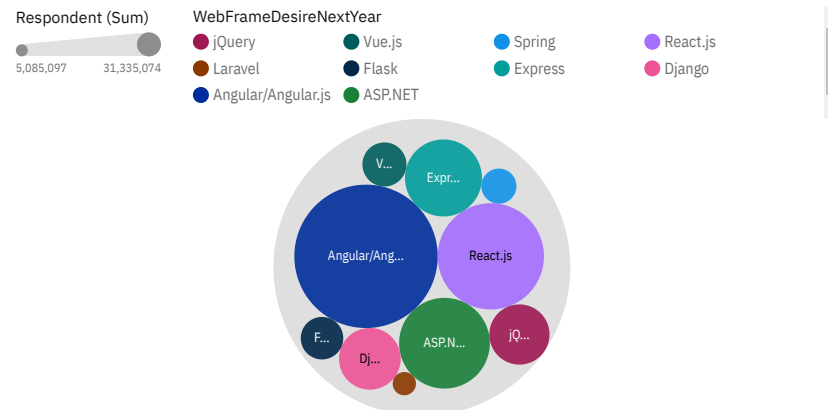 Respondent (Sum)
5,085,097 31,335,074
WebFrameDesireNextYear
jQuery Vue.js Spring React.js
Laravel Flask Express Django
Angular/Angular.js ASP.NET
V...
Expr...
Angular/Ang...
React.js
F...
Dj...
ASP.N...
jQ...